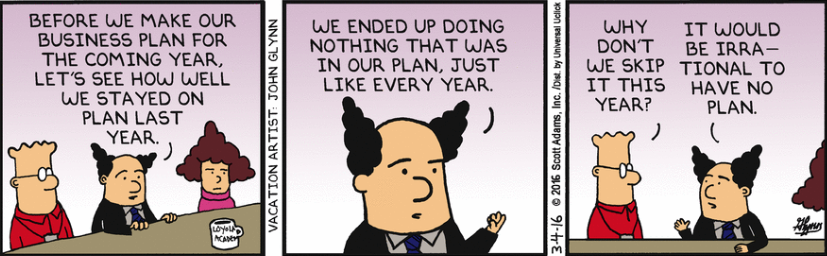 BEFORE WE MAKE OUR
BUSINESS PLAN FOR
THE COMING YEAR,
LET'S SEE HOW WELL
WE STAYED ON
PLAN LAST
YEAR.
LOYOLA
ACADEMY
VACATION ARTIST: JOHN GLYNN
WE ENDED UP DOING
NOTHING THAT WAS
IN OUR PLAN, JUST
LIKE EVERY YEAR.
3-4-16 © 2016 Scott Adams, Inc. /Dist. by Universal Uclick
WHY
DON'T
WE SKIP
IT THIS
YEAR?
IT WOULD
BE IRRA-
TIONAL TO
HAVE NO
PLAN.